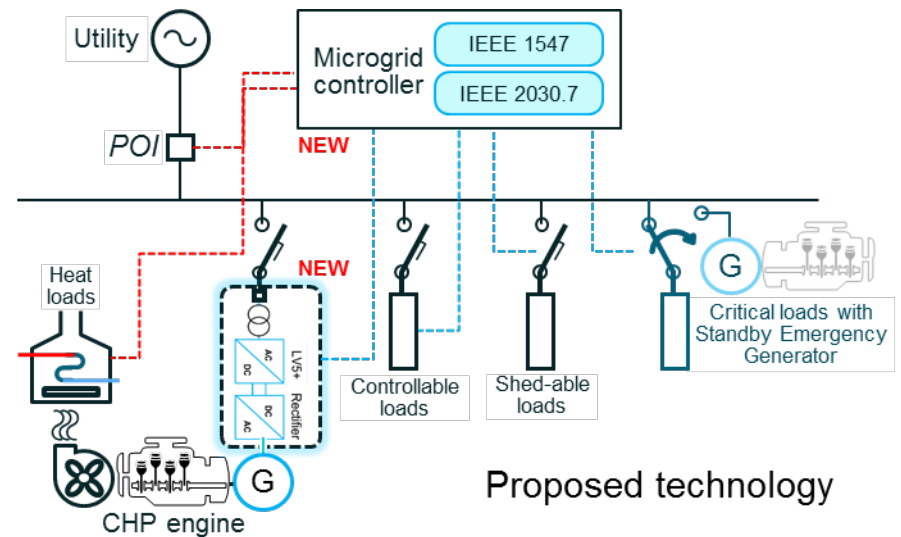 Utility
Microgrid
controller
IEEE 1547
IEEE 2030.7
POI
NEW
NEW
Heat
loads
AC
DC
LV5+
DC
AC
Rectifier
G
CHP engine
Controllable
loads
Shed-able
loads
G
Critical loads with
Standby Emergency
Generator
Proposed technology